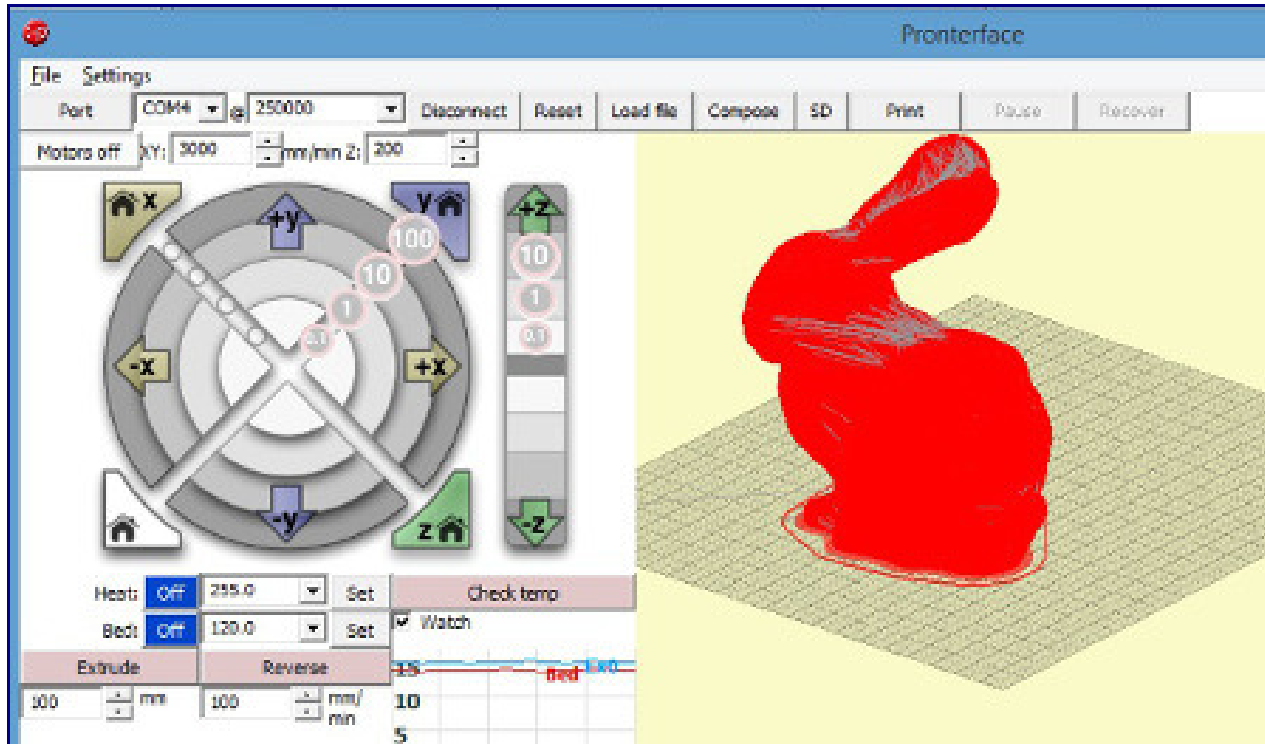 Pronterface
File Settings
Port COM4 @ 250000 Disconnect Reset Load file Compose SD Print Pause Recover
Motors off XY: 3000 mm/min Z: 200
x +y y +z
100
10 10
1 1
0.1 0.1
-x +x
-y z -z
Heat: Off 255.0 Set Check temp
Bed: Off 120.0 Set Watch
Extrude Reverse 15 Bed Ex0
100 mm 100 mm/min 10
5